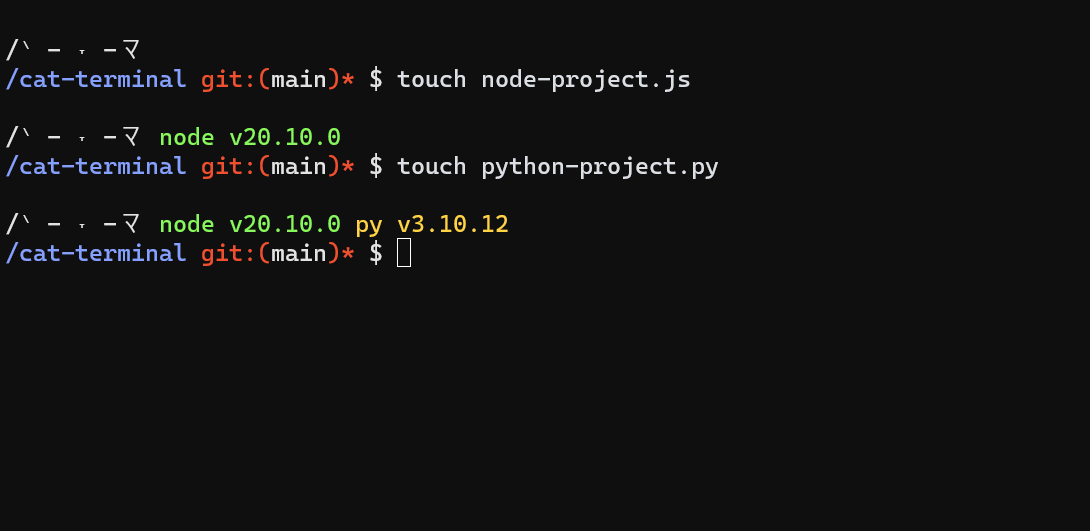 /ˋ － ˕ －マ
/cat-terminal git:(main)* $ touch node-project.js
/ˋ － ˕ －マ node v20.10.0
/cat-terminal git:(main)* $ touch python-project.py
/ˋ － ˕ －マ node v20.10.0 py v3.10.12
/cat-terminal git:(main)* $